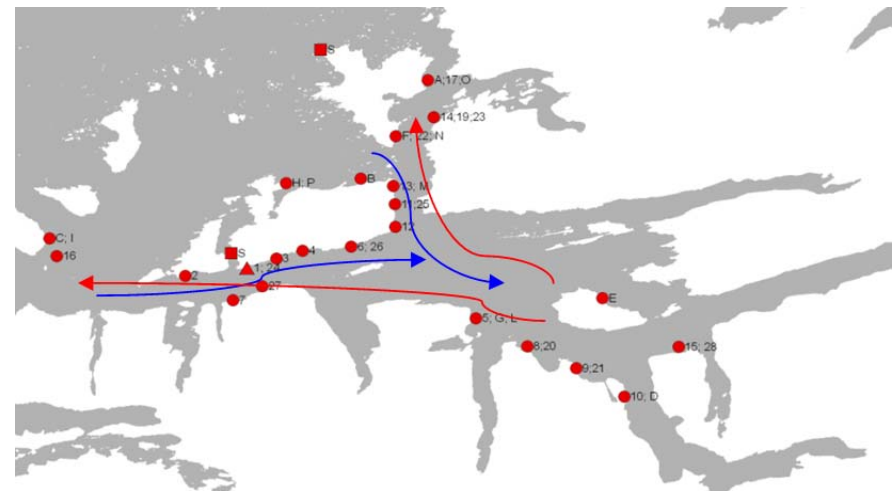 S
A;17;O
14;19;23
F; 22; N
H; P
B
13; M
11;25
12
C; I
16
S
6; 26
4
3
1; 24
2
27
7
E
5; G; L
8;20
15; 28
9;21
10; D